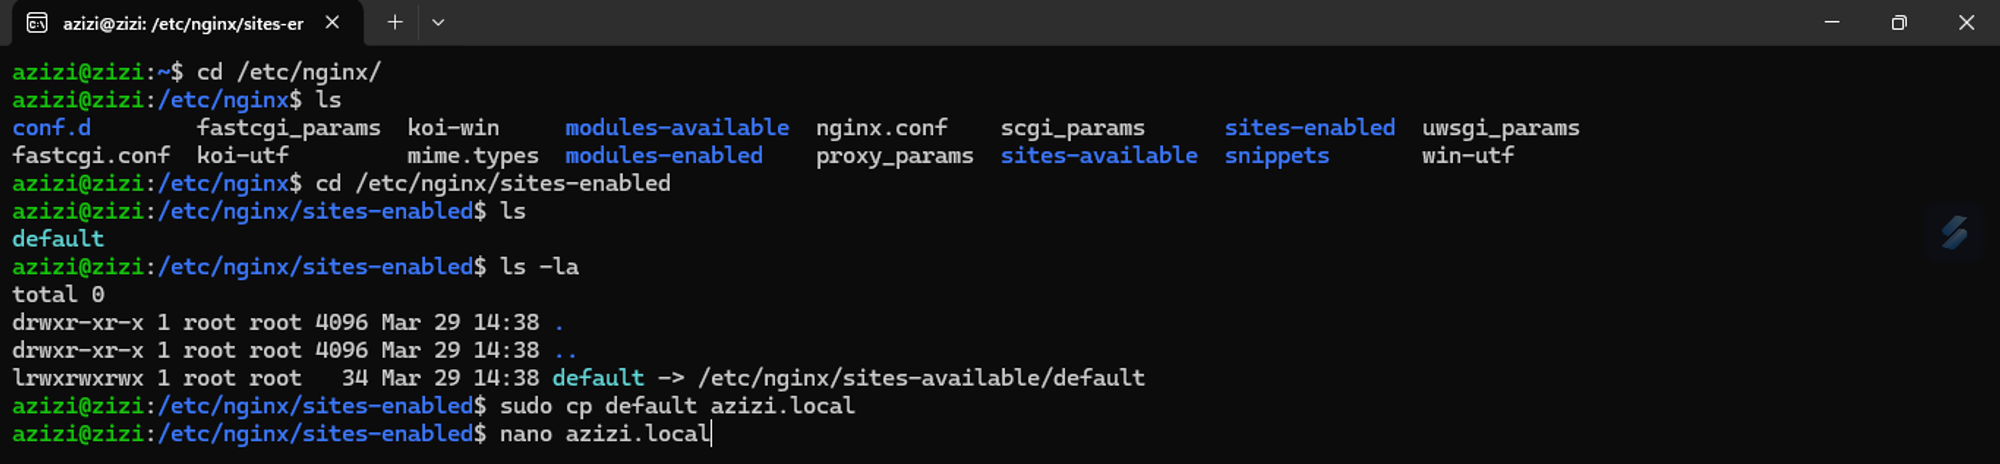 azizi@zizi: /etc/nginx/sites-er
azizi@zizi:~$ cd /etc/nginx/
azizi@zizi:/etc/nginx$ ls
conf.d        fastcgi_params  koi-win     modules-available  nginx.conf    scgi_params      sites-enabled  uwsgi_params
fastcgi.conf  koi-utf         mime.types  modules-enabled    proxy_params  sites-available  snippets       win-utf
azizi@zizi:/etc/nginx$ cd /etc/nginx/sites-enabled
azizi@zizi:/etc/nginx/sites-enabled$ ls
default
azizi@zizi:/etc/nginx/sites-enabled$ ls -la
total 0
drwxr-xr-x 1 root root 4096 Mar 29 14:38 .
drwxr-xr-x 1 root root 4096 Mar 29 14:38 ..
lrwxrwxrwx 1 root root   34 Mar 29 14:38 default -> /etc/nginx/sites-available/default
azizi@zizi:/etc/nginx/sites-enabled$ sudo cp default azizi.local
azizi@zizi:/etc/nginx/sites-enabled$ nano azizi.local